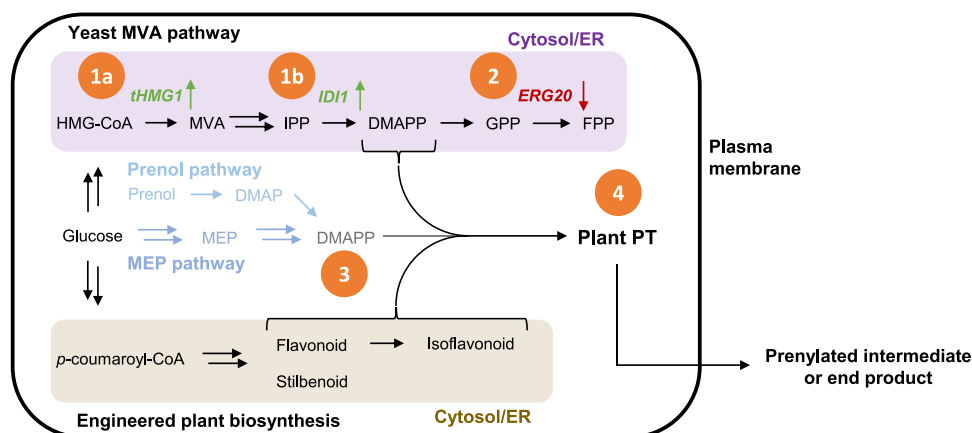 Yeast MVA pathway
Cytosol/ER
1a
1b
2
tHMG1
IDI1
ERG20
HMG-CoA
MVA
IPP
DMAPP
GPP
FPP
Plasma
membrane
Prenol pathway
Prenol
DMAP
4
Glucose
MEP
DMAPP
Plant PT
MEP pathway
3
p-coumaroyl-CoA
Flavonoid
Isoflavonoid
Stilbenoid
Prenylated intermediate
or end product
Engineered plant biosynthesis
Cytosol/ER